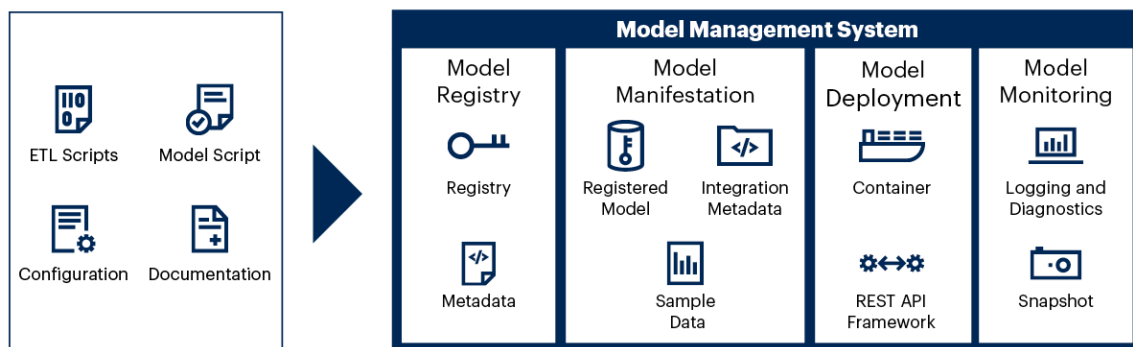 ETL Scripts
Model Script
Configuration
Documentation
Model Management System
Model
Registry
Registry
Metadata
Model
Manifestation
Registered
Model
Integration
Metadata
Sample
Data
Model
Deployment
Container
REST API
Framework
Model
Monitoring
Logging and
Diagnostics
Snapshot